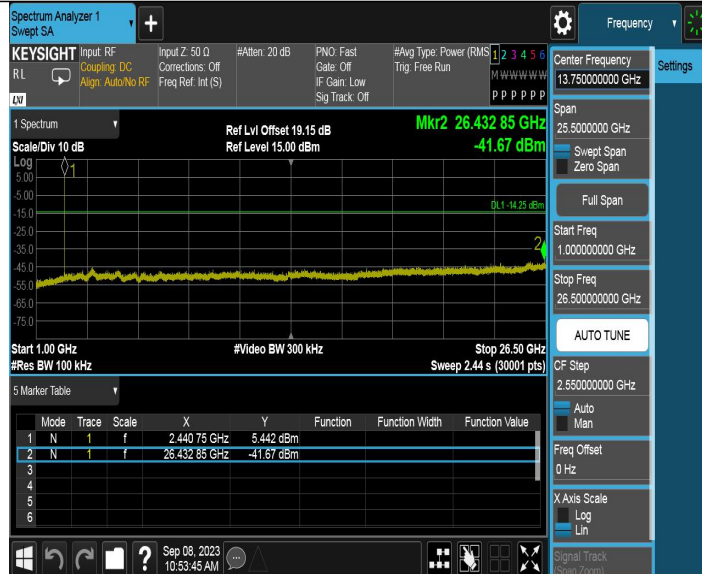 Spectrum Analyzer 1
Swept SA
+
Frequency
KEYSIGHT
R L
LXI
Input: RF
Coupling: DC
Align: Auto/No RF
Input Z: 50 Ω
Corrections: Off
Freq Ref: Int (S)
#Atten: 20 dB
PNO: Fast
Gate: Off
IF Gain: Low
Sig Track: Off
#Avg Type: Power (RMS
Trig: Free Run
1 2 3 4 5 6
M W W W W W
P P P P P P
1 Spectrum
Scale/Div 10 dB
Ref Lvl Offset 19.15 dB
Ref Level 15.00 dBm
Mkr2 26.432 85 GHz
-41.67 dBm
Log
5.00
-5.00
-15.0
-25.0
-35.0
-45.0
-55.0
-65.0
-75.0
1
DL1 -14.25 dBm
2
Start 1.00 GHz
#Res BW 100 kHz
#Video BW 300 kHz
Stop 26.50 GHz
Sweep 2.44 s (30001 pts)
5 Marker Table
Mode Trace Scale X Y Function Function Width Function Value
1 N 1 f 2.440 75 GHz 5.442 dBm
2 N 1 f 26.432 85 GHz -41.67 dBm
3
4
5
6
Sep 08, 2023
10:53:45 AM
?
Center Frequency
13.750000000 GHz
Settings
Span
25.5000000 GHz
Swept Span
Zero Span
Full Span
Start Freq
1.000000000 GHz
Stop Freq
26.500000000 GHz
AUTO TUNE
CF Step
2.550000000 GHz
Auto
Man
Freq Offset
0 Hz
X Axis Scale
Log
Lin
Signal Track
(Span Zoom)